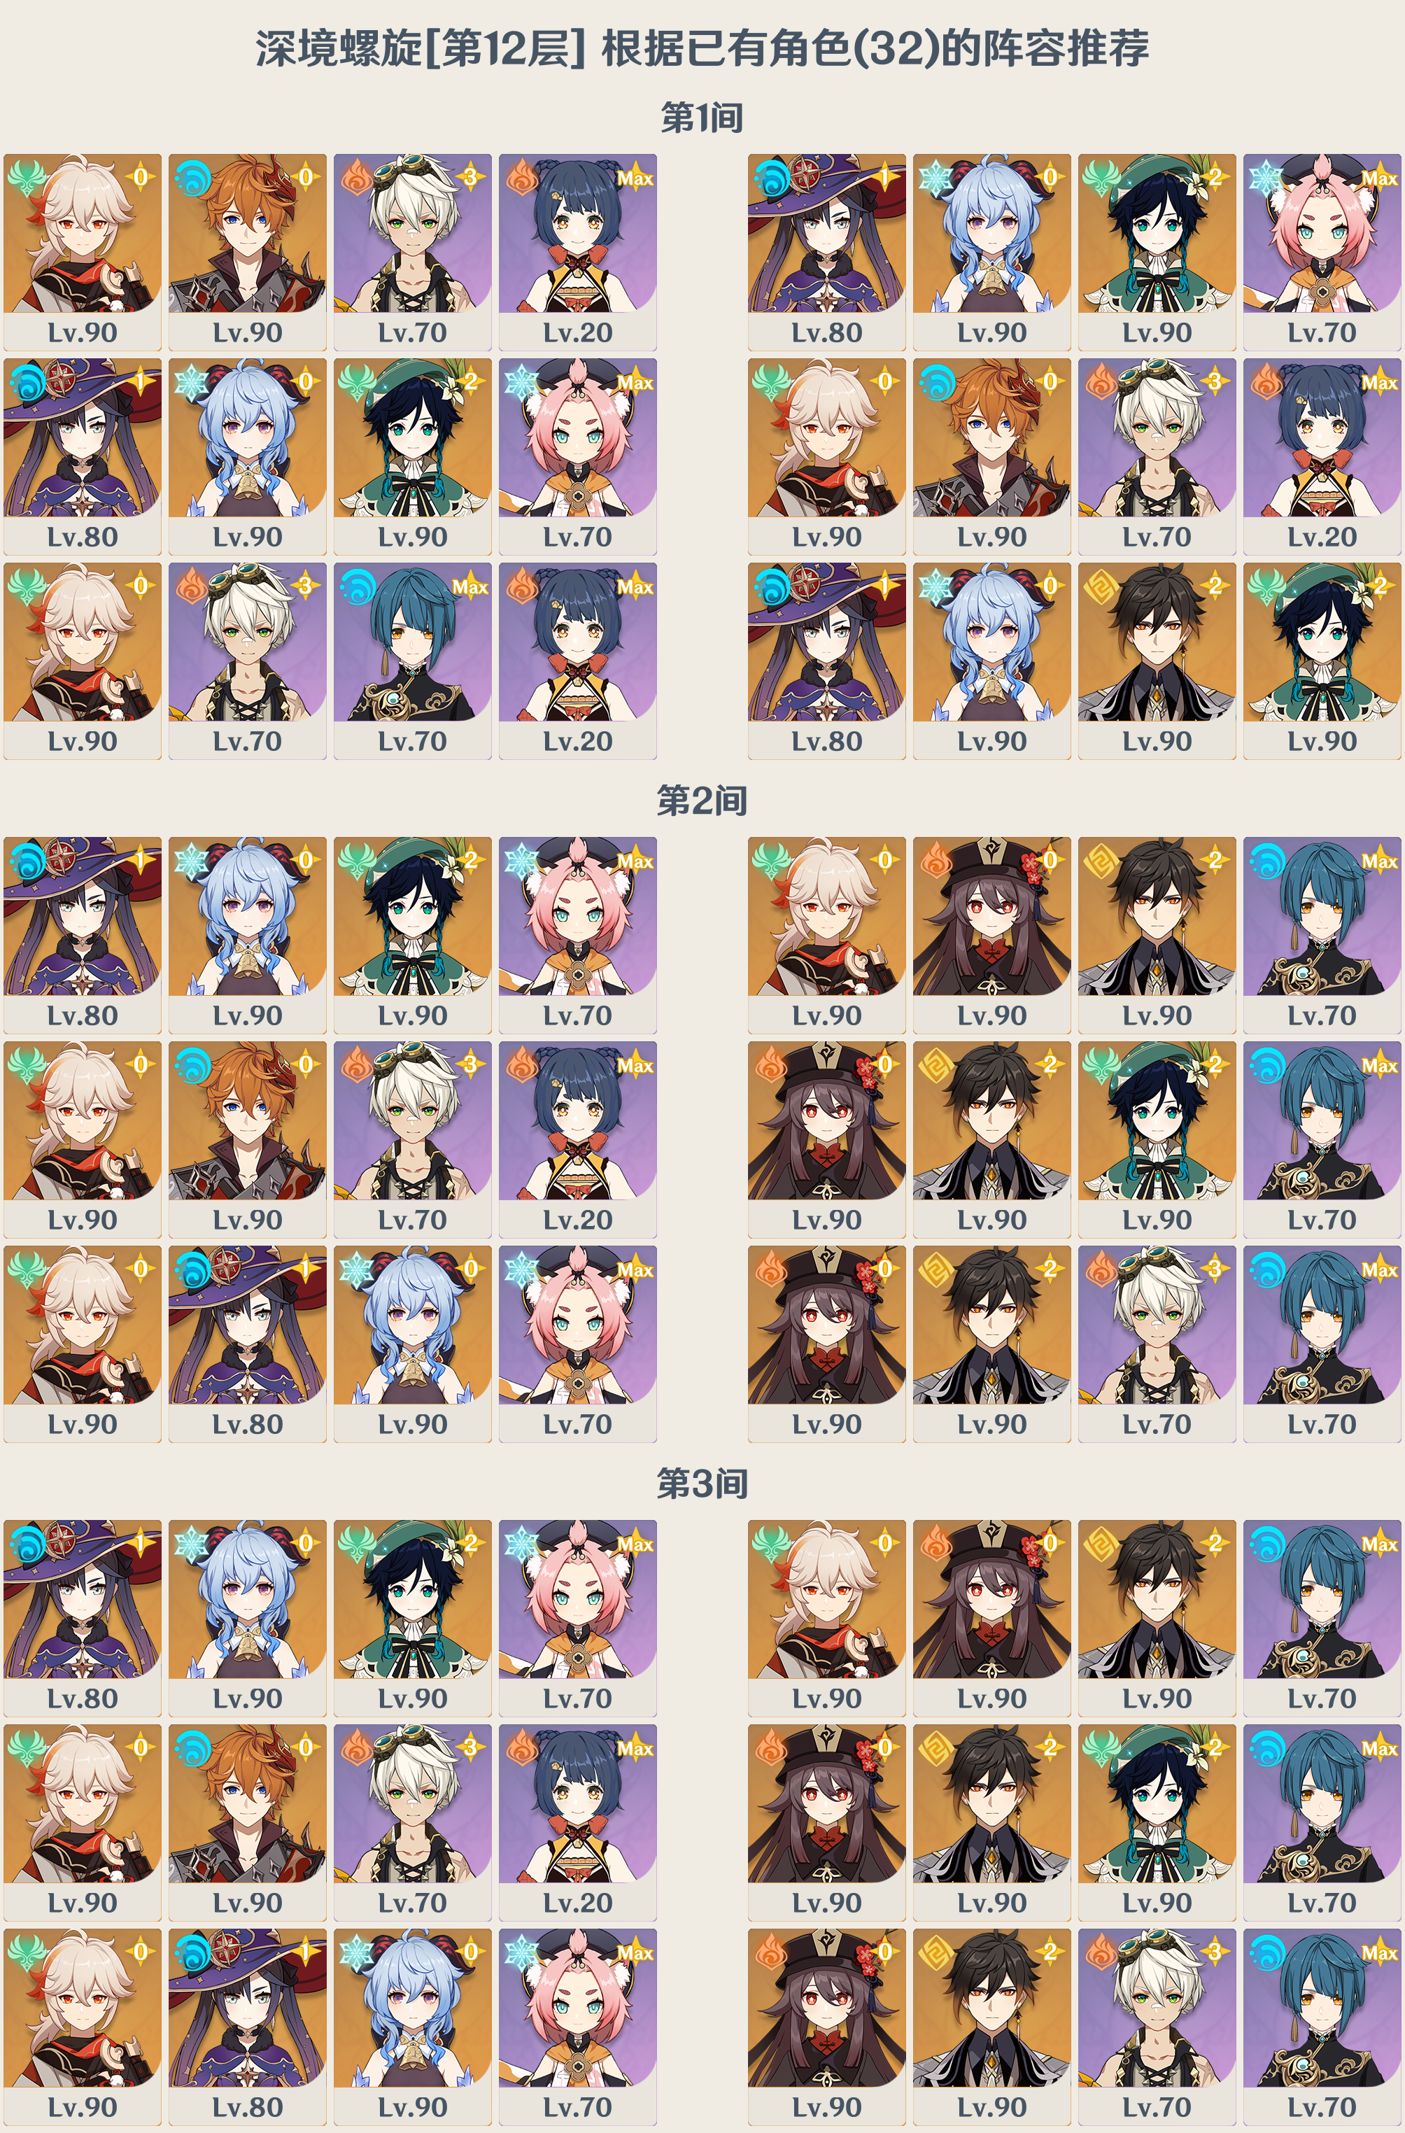 深境螺旋[第12层] 根据已有角色(32)的阵容推荐
第1间
0 0 3 Max 1 0 2 Max
Lv.90 Lv.90 Lv.70 Lv.20 Lv.80 Lv.90 Lv.90 Lv.70
1 0 2 Max 0 0 3 Max
Lv.80 Lv.90 Lv.90 Lv.70 Lv.90 Lv.90 Lv.70 Lv.20
0 3 Max Max 1 0 2 2
Lv.90 Lv.70 Lv.70 Lv.20 Lv.80 Lv.90 Lv.90 Lv.90
第2间
1 0 2 Max 0 0 2 Max
Lv.80 Lv.90 Lv.90 Lv.70 Lv.90 Lv.90 Lv.90 Lv.70
0 0 3 Max 0 2 2 Max
Lv.90 Lv.90 Lv.70 Lv.20 Lv.90 Lv.90 Lv.90 Lv.70
0 1 0 Max 0 2 3 Max
Lv.90 Lv.80 Lv.90 Lv.70 Lv.90 Lv.90 Lv.70 Lv.70
第3间
1 0 2 Max 0 0 2 Max
Lv.80 Lv.90 Lv.90 Lv.70 Lv.90 Lv.90 Lv.90 Lv.70
0 0 3 Max 0 2 2 Max
Lv.90 Lv.90 Lv.70 Lv.20 Lv.90 Lv.90 Lv.90 Lv.70
0 1 0 Max 0 2 3 Max
Lv.90 Lv.80 Lv.90 Lv.70 Lv.90 Lv.90 Lv.70 Lv.70